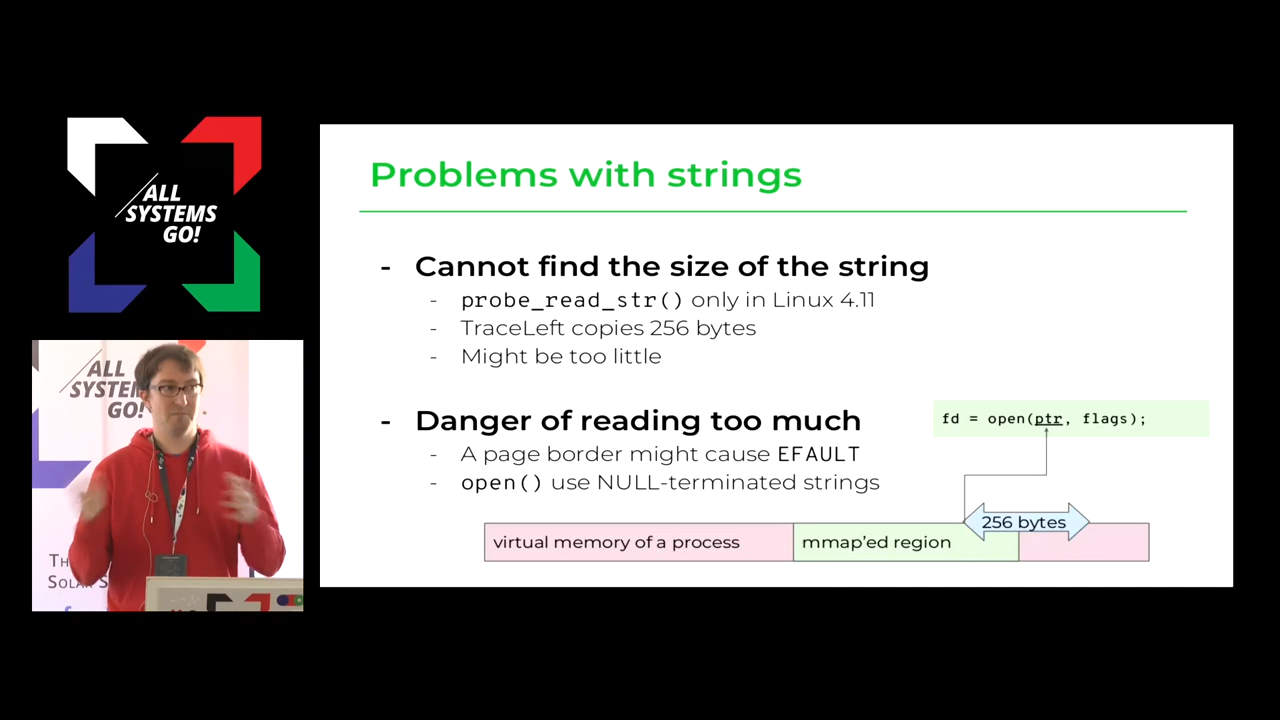 ALL
SYSTEMS
GO!
Problems with strings
- Cannot find the size of the string
- probe_read_str() only in Linux 4.11
- TraceLeft copies 256 bytes
- Might be too little
- Danger of reading too much
- A page border might cause EFAULT
- open() use NULL-terminated strings
fd = open(ptr, flags);
256 bytes
virtual memory of a process
mmap'ed region
ALL
SYSTEM
GO!
TH
SOLAR S